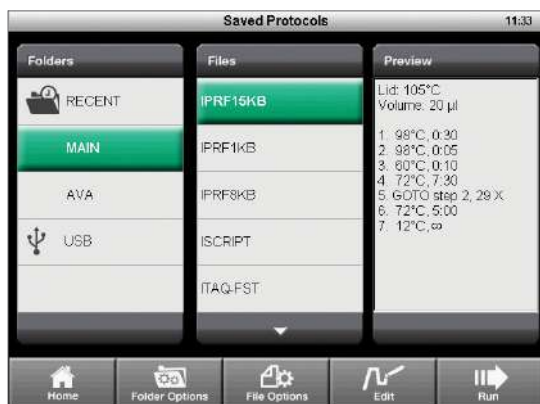 Saved Protocols
11:33
Folders
RECENT
MAIN
AVA
USB
Files
IPRF15KB
IPRF1KB
IPRF8KB
ISCRIPT
ITAQ-FST
Preview
Lid: 105°C
Volume: 20 µl
1. 98°C, 0:30
2. 98°C, 0:05
3. 60°C, 0:10
4. 72°C, 7:30
5. GOTO step 2, 29 X
6. 72°C, 5:00
7. 12°C, ∞
Home
Folder Options
File Options
Edit
Run